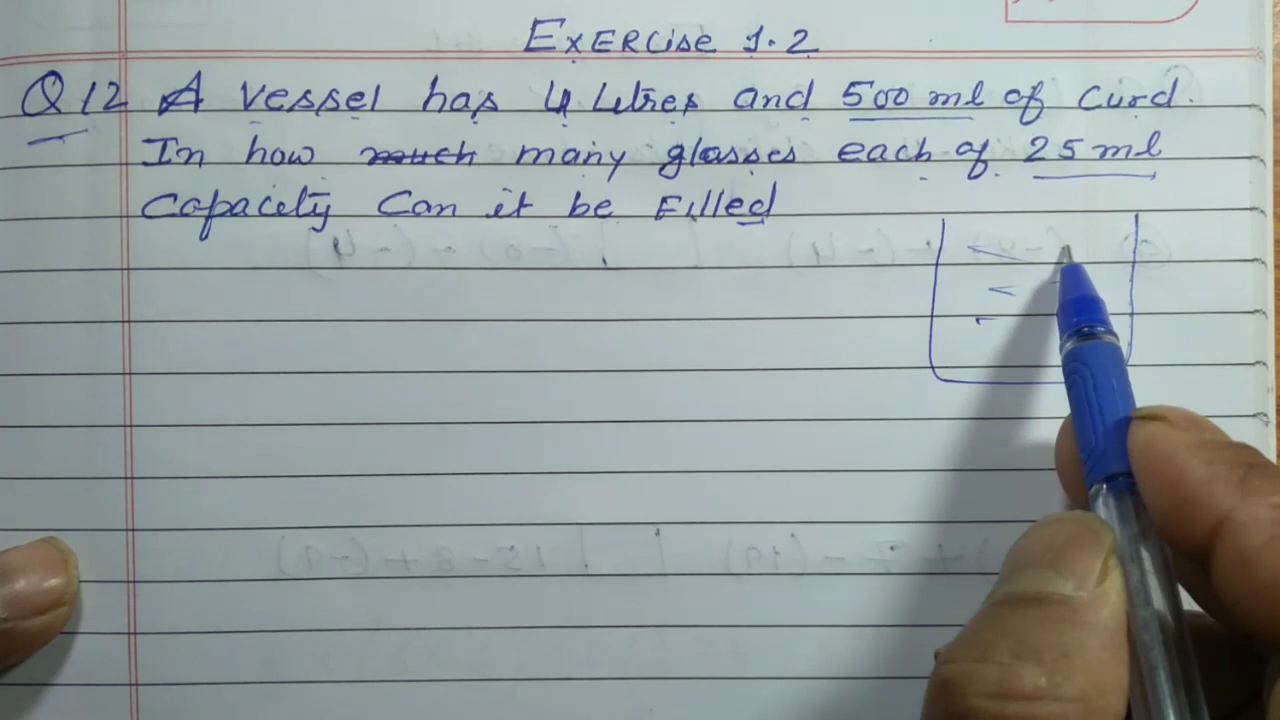 Exercise 1.2
Q12 A vessel has 4 litres and 500 ml of curd.
In how many glasses each of 25 ml
Capacity Can it be Filled